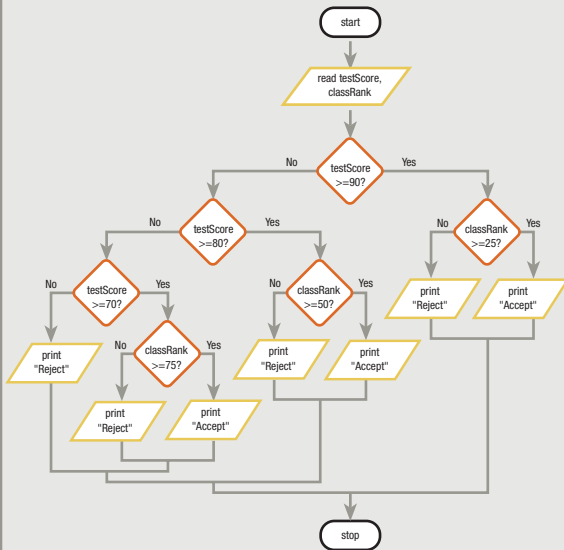 start
read testScore,
classRank
No
testScore
>=90?
Yes
No
testScore
>=80?
Yes
No
classRank
>=25?
Yes
No
testScore
>=70?
Yes
No
classRank
>=50?
Yes
print
"Reject"
print
"Accept"
print
"Reject"
No
classRank
>=75?
Yes
print
"Reject"
print
"Accept"
print
"Reject"
print
"Accept"
stop